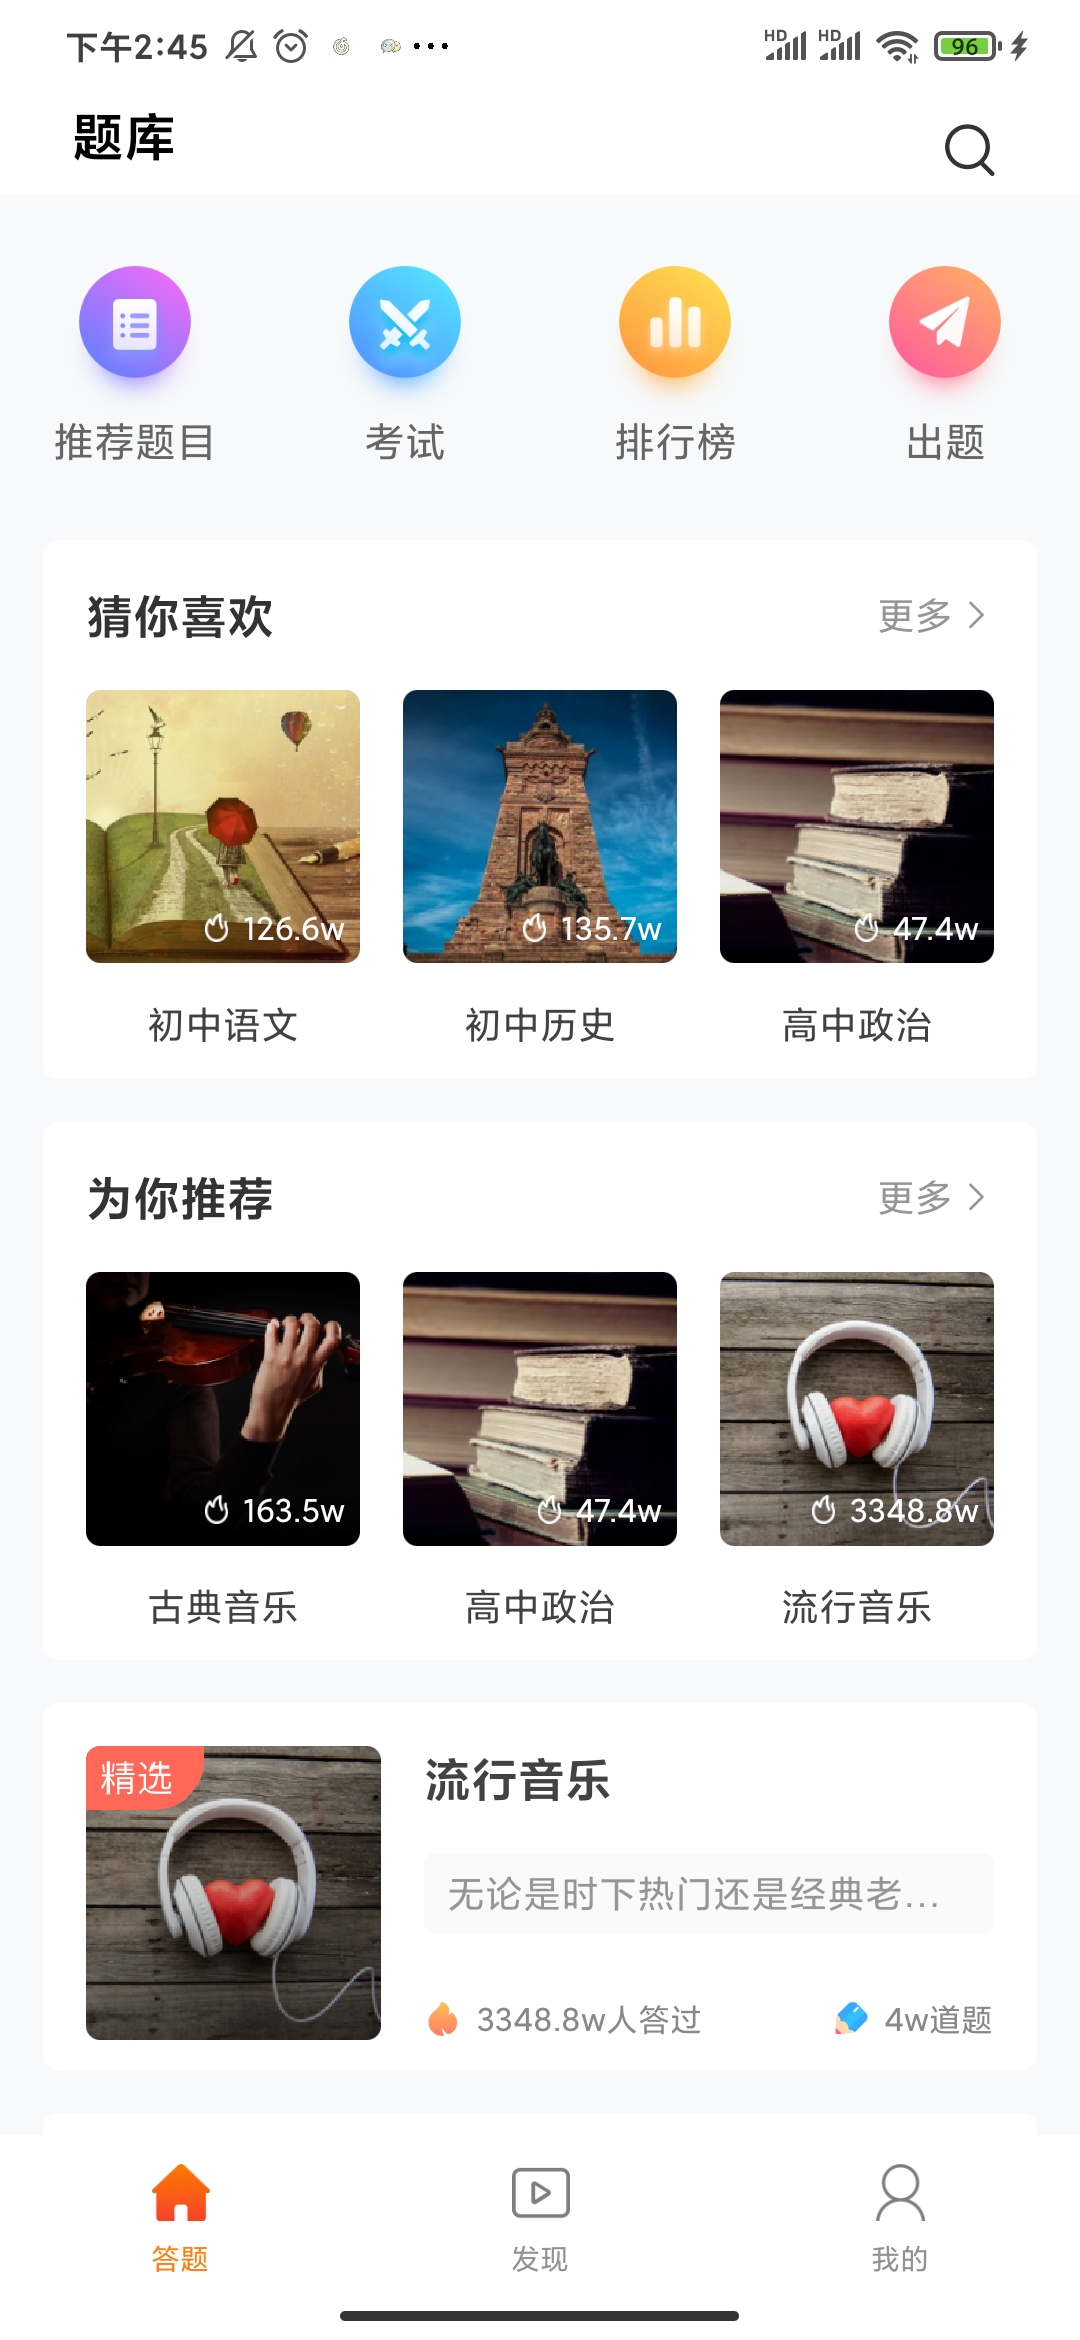 下午2:45
HD HD 96
题库
推荐题目 考试 排行榜 出题
猜你喜欢 更多
126.6w 135.7w 47.4w
初中语文 初中历史 高中政治
为你推荐 更多
163.5w 47.4w 3348.8w
古典音乐 高中政治 流行音乐
精选
流行音乐
无论是时下热门还是经典老...
3348.8w人答过 4w道题
答题 发现 我的